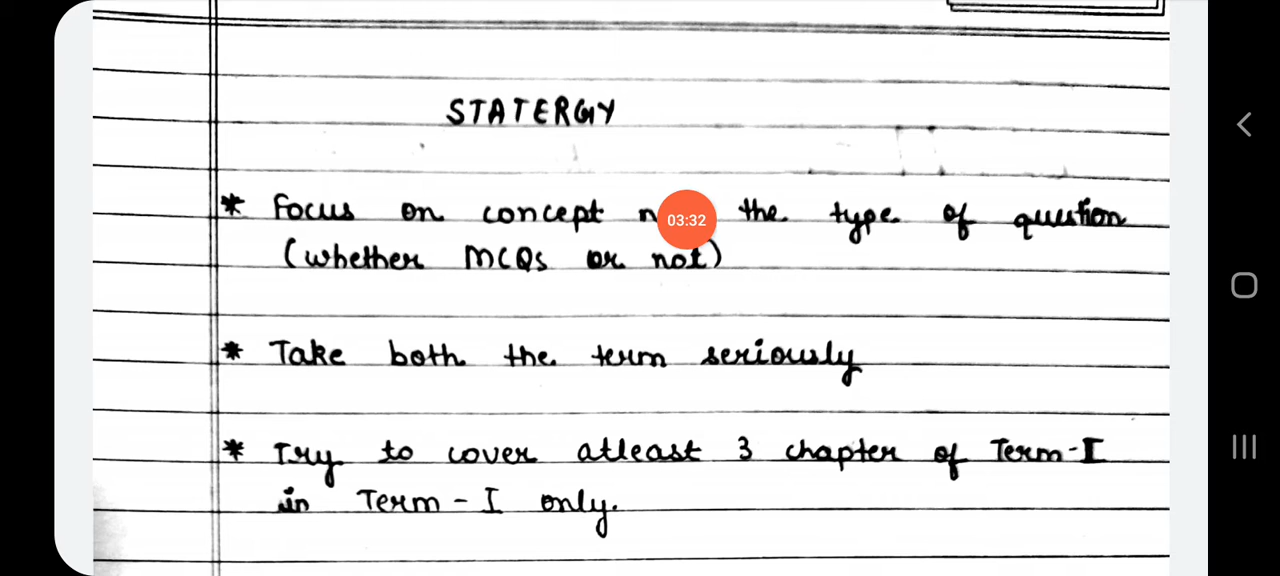 STATERGY
* Focus on concept the type of question
03:32
(whether MCQs or not)
* Take both the term seriously
* Try to cover atleast 3 chapter of Term-I
in Term-I only.